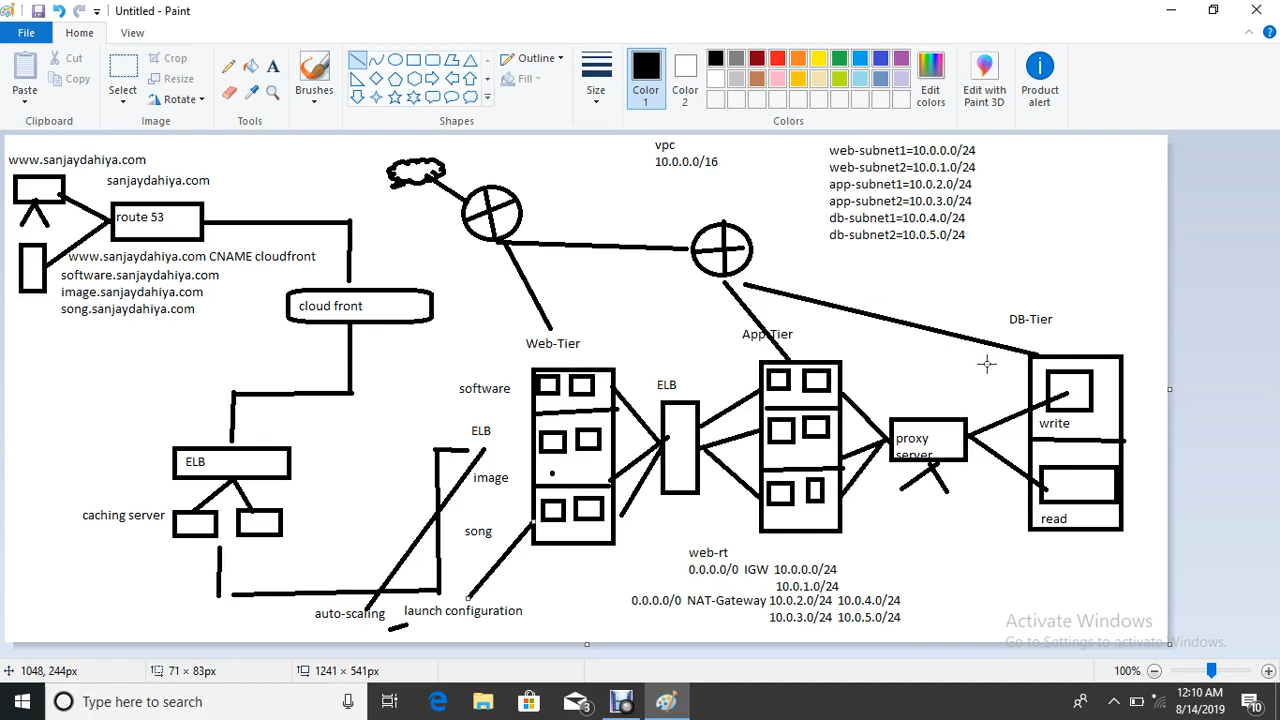 Untitled - Paint
File
Home
View
Paste
Cut
Copy
Clipboard
Select
Crop
Resize
Rotate
Image
Tools
Brushes
Outline
Fill
Shapes
Size
Color 1
Color 2
Edit colors
Edit with Paint 3D
Product alert
Colors
www.sanjaydahiya.com
sanjaydahiya.com
route 53
www.sanjaydahiya.com CNAME cloudfront
software.sanjaydahiya.com
image.sanjaydahiya.com
song.sanjaydahiya.com
cloud front
vpc
10.0.0.0/16
web-subnet1=10.0.0.0/24
web-subnet2=10.0.1.0/24
app-subnet1=10.0.2.0/24
app-subnet2=10.0.3.0/24
db-subnet1=10.0.4.0/24
db-subnet2=10.0.5.0/24
Web-Tier
App-Tier
DB-Tier
software
ELB
ELB
image
song
proxy
server
write
read
ELB
caching server
auto-scaling
launch configuration
web-rt
0.0.0.0/0 IGW 10.0.0.0/24
10.0.1.0/24
0.0.0.0/0 NAT-Gateway 10.0.2.0/24 10.0.4.0/24
10.0.3.0/24 10.0.5.0/24
Activate Windows
Go to Settings to activate Windows.
1048, 244px
71 × 83px
1241 × 541px
100%
Type here to search
3
12:10 AM
8/14/2019
10